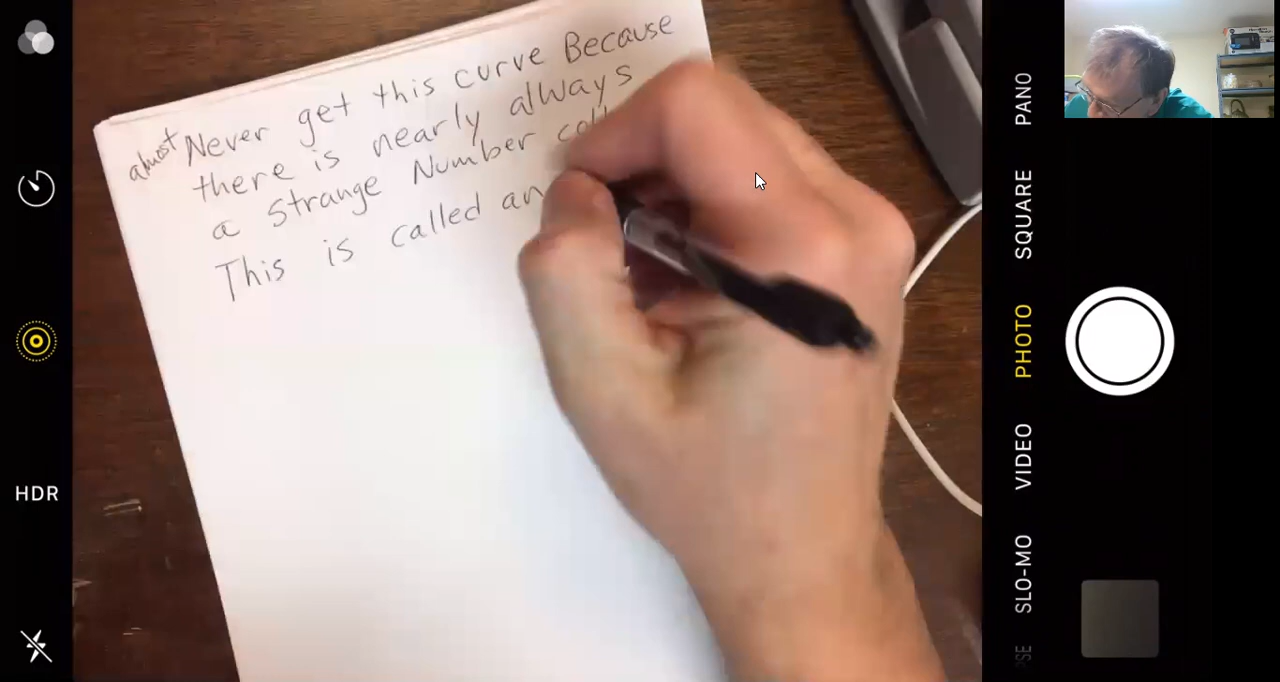 almost Never get this curve Because
there is nearly always
a Strange Number
This is called an
HDR
PANO
SQUARE
PHOTO
VIDEO
SLO-MO